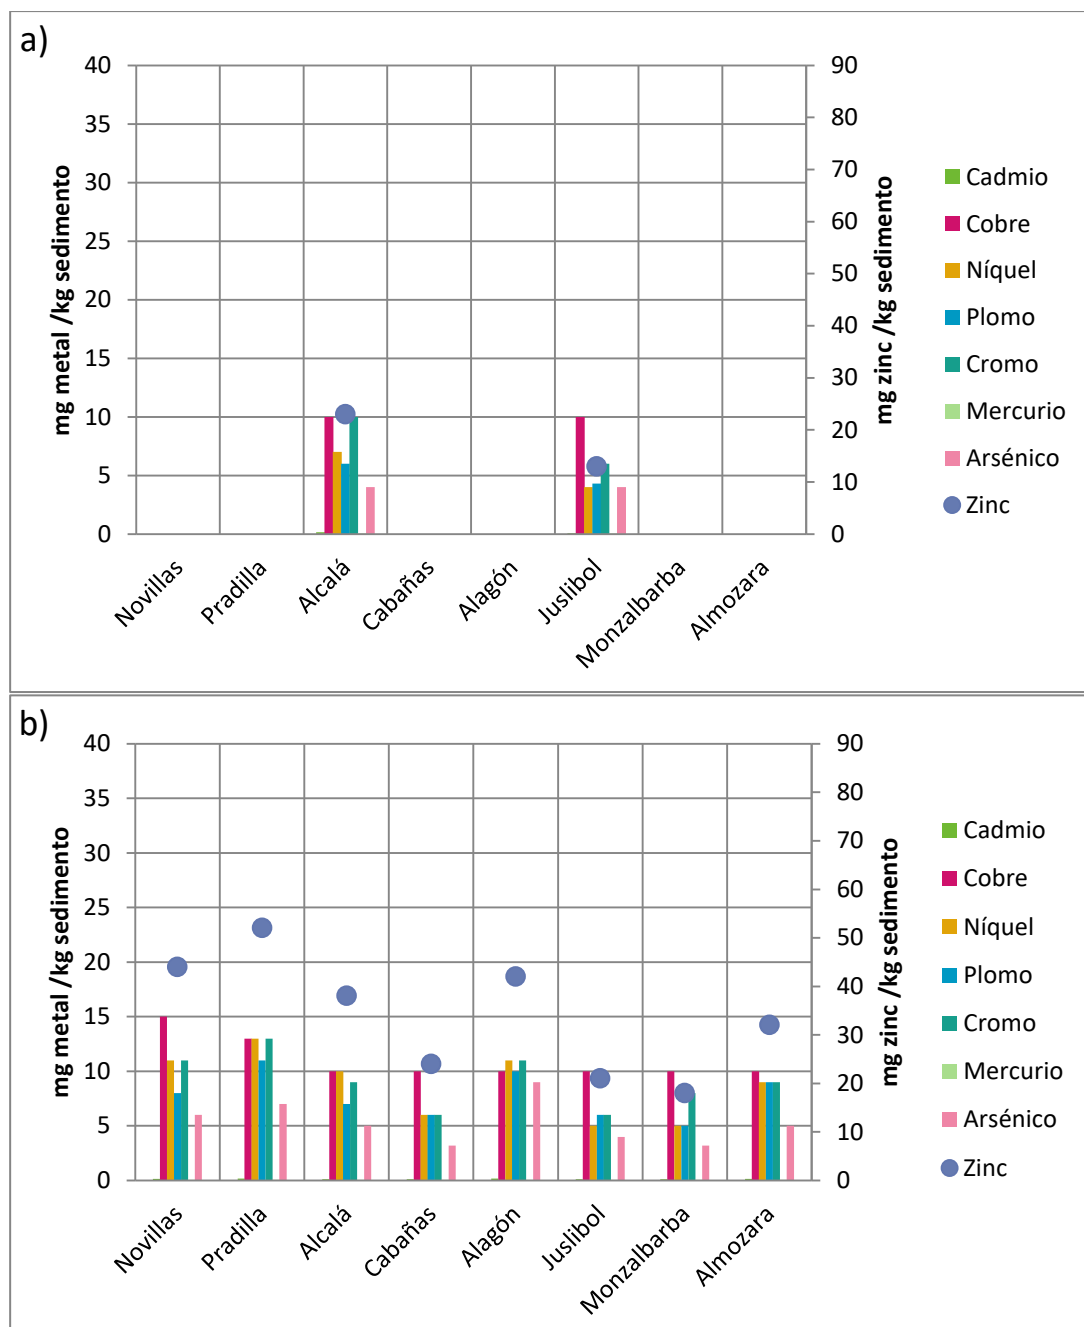 a)
mg metal /kg sedimento
40
35
30
25
20
15
10
5
0
90
80
70
60
50
40
30
20
10
0
mg zinc /kg sedimento
Novillas
Pradilla
Alcalá
Cabañas
Alagón
Juslibol
Monzalbarba
Almozara
Cadmio
Cobre
Níquel
Plomo
Cromo
Mercurio
Arsénico
Zinc
b)
mg metal /kg sedimento
40
35
30
25
20
15
10
5
0
90
80
70
60
50
40
30
20
10
0
mg zinc /kg sedimento
Novillas
Pradilla
Alcalá
Cabañas
Alagón
Juslibol
Monzalbarba
Almozara
Cadmio
Cobre
Níquel
Plomo
Cromo
Mercurio
Arsénico
Zinc